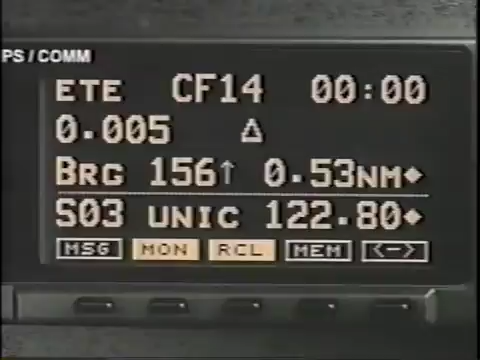 PS / COMM
ETE CF14 00:00
0.005 Δ
BRG 156↑ 0.53NM◆
S03 UNIC 122.80◆
MSG MON RCL MEM <->